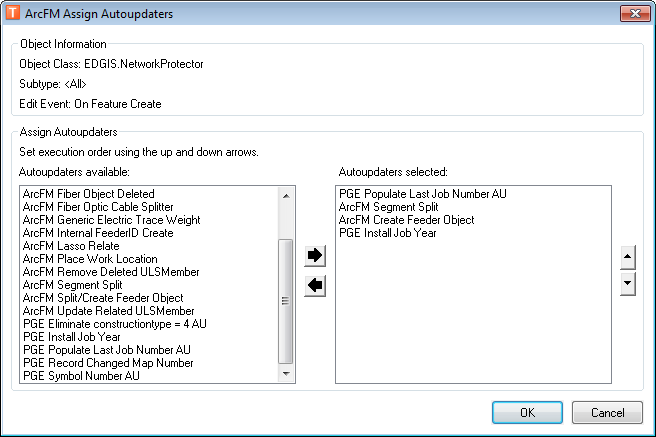 ArcFM Assign Autoupdaters
Object Information
Object Class: EDGIS.NetworkProtector
Subtype: <All>
Edit Event: On Feature Create
Assign Autoupdaters
Set execution order using the up and down arrows.
Autoupdaters available:
ArcFM Fiber Object Deleted
ArcFM Fiber Optic Cable Splitter
ArcFM Generic Electric Trace Weight
ArcFM Internal FeederID Create
ArcFM Lasso Relate
ArcFM Place Work Location
ArcFM Remove Deleted ULSMember
ArcFM Segment Split
ArcFM Split/Create Feeder Object
ArcFM Update Related ULSMember
PGE Eliminate constructiontype = 4 AU
PGE Install Job Year
PGE Populate Last Job Number AU
PGE Record Changed Map Number
PGE Symbol Number AU
Autoupdaters selected:
PGE Populate Last Job Number AU
ArcFM Segment Split
ArcFM Create Feeder Object
PGE Install Job Year
OK
Cancel